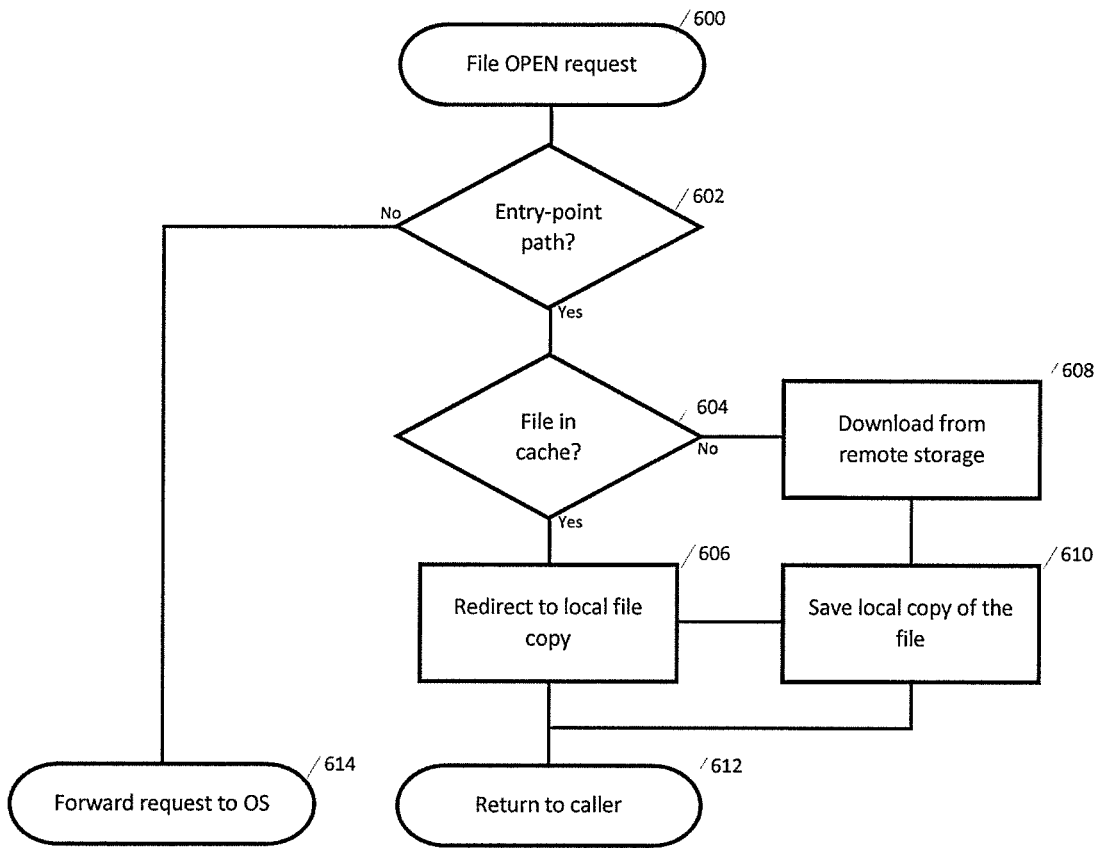 600
File OPEN request
602
Entry-point
path?
No
Yes
604
File in
cache?
No
Yes
608
Download from
remote storage
606
Redirect to local file
copy
610
Save local copy of the
file
614
Forward request to OS
612
Return to caller